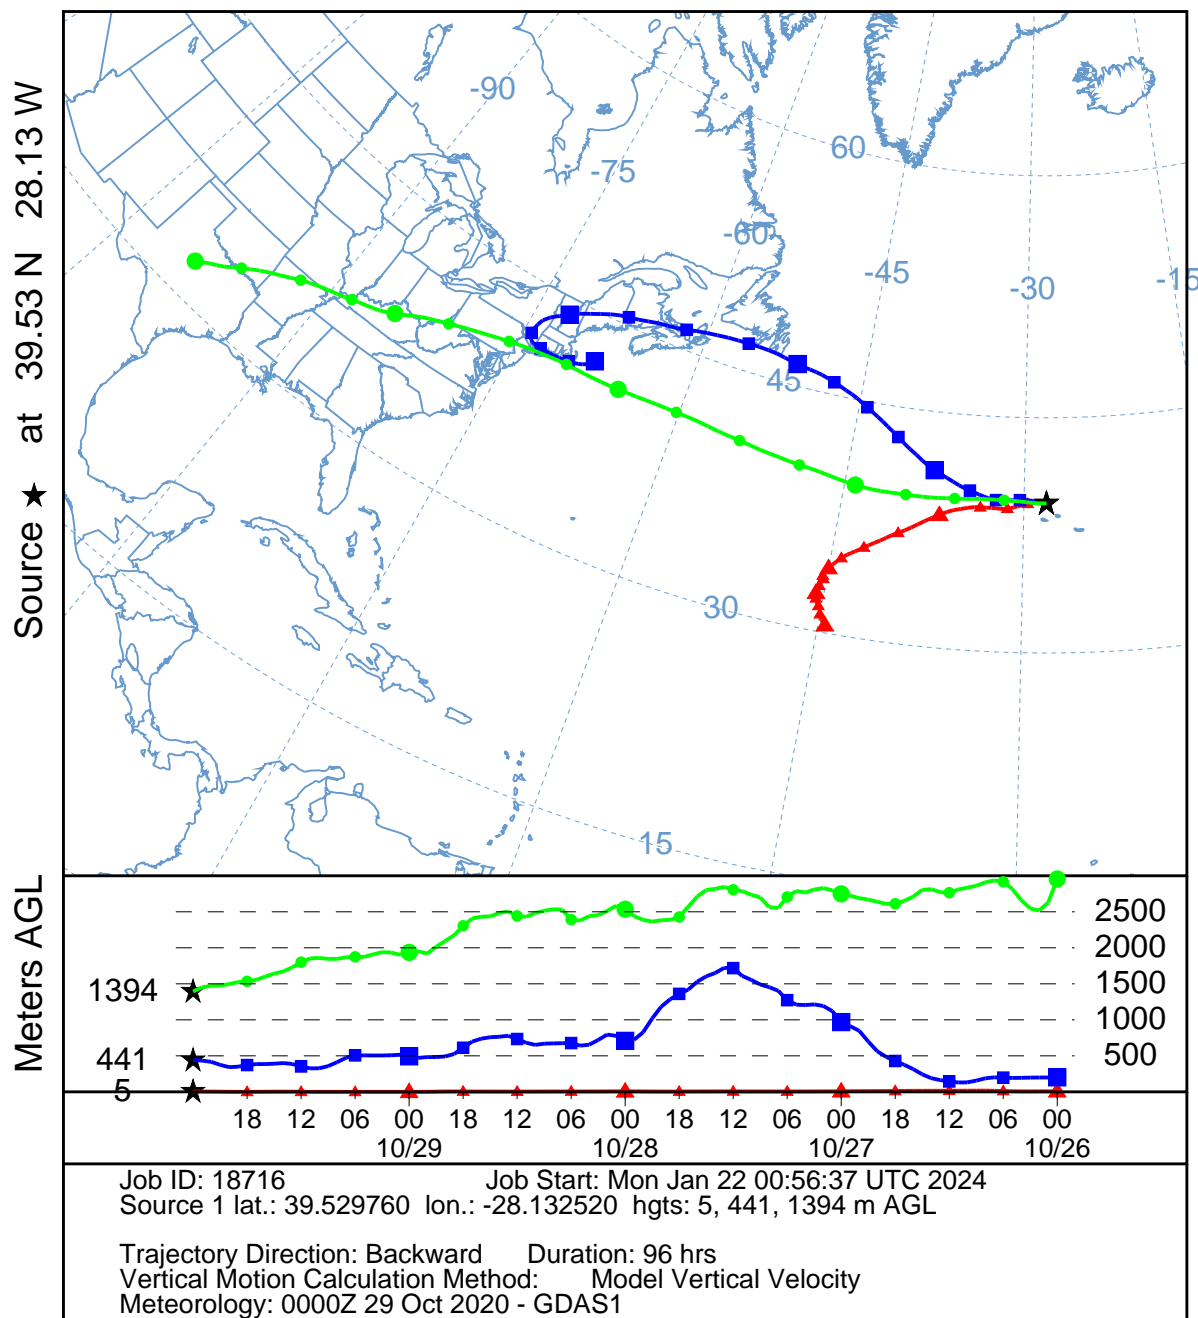 Source ★ at 39.53 N 28.13 W
-90
-75
60
-60
-45
-30
-15
45
30
15
Meters AGL
2500
2000
1500
1394
1000
500
441
5
18 12 06 00 18 12 06 00 18 12 06 00 18 12 06 00
10/29 10/28 10/27 10/26
Job ID: 18716 Job Start: Mon Jan 22 00:56:37 UTC 2024
Source 1 lat.: 39.529760 lon.: -28.132520 hgts: 5, 441, 1394 m AGL
Trajectory Direction: Backward Duration: 96 hrs
Vertical Motion Calculation Method: Model Vertical Velocity
Meteorology: 0000Z 29 Oct 2020 - GDAS1